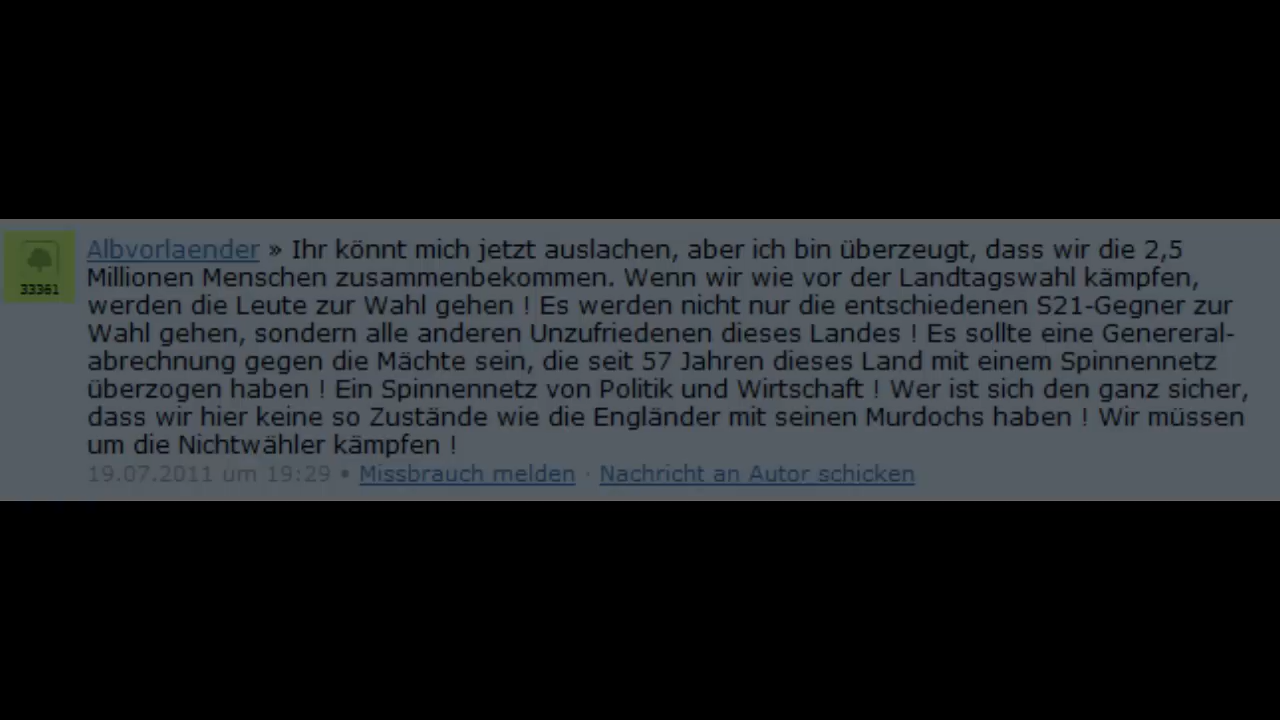 Albvorlaender » Ihr könnt mich jetzt auslachen, aber ich bin überzeugt, dass wir die 2,5
Millionen Menschen zusammenbekommen. Wenn wir wie vor der Landtagswahl kämpfen,
33361
werden die Leute zur Wahl gehen ! Es werden nicht nur die entschiedenen S21-Gegner zur
Wahl gehen, sondern alle anderen Unzufriedenen dieses Landes ! Es sollte eine Genereral-
abrechnung gegen die Mächte sein, die seit 57 Jahren dieses Land mit einem Spinnennetz
überzogen haben ! Ein Spinnennetz von Politik und Wirtschaft ! Wer ist sich den ganz sicher,
dass wir hier keine so Zustände wie die Engländer mit seinen Murdochs haben ! Wir müssen
um die Nichtwähler kämpfen !
19.07.2011 um 19:29 • Missbrauch melden · Nachricht an Autor schicken